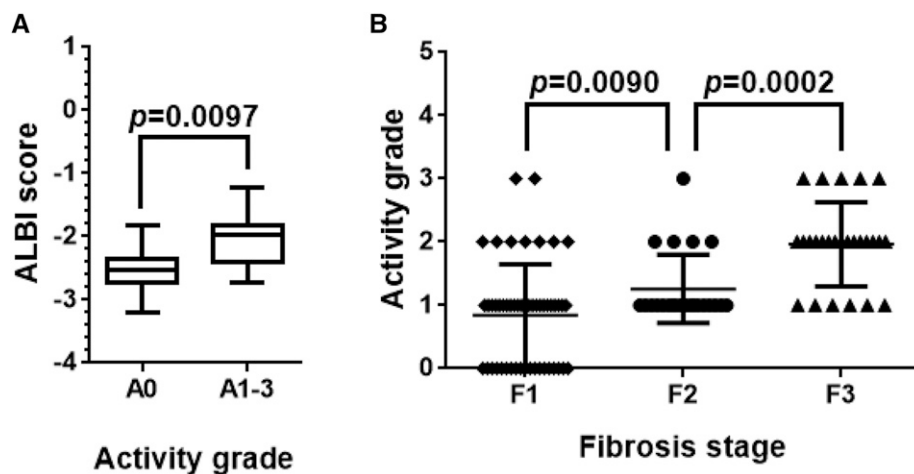 A
ALBI score
1
0
-1
-2
-3
-4
p=0.0097
A0
A1-3
Activity grade
B
Activity grade
5
4
3
2
1
0
p=0.0090
p=0.0002
F1
F2
F3
Fibrosis stage